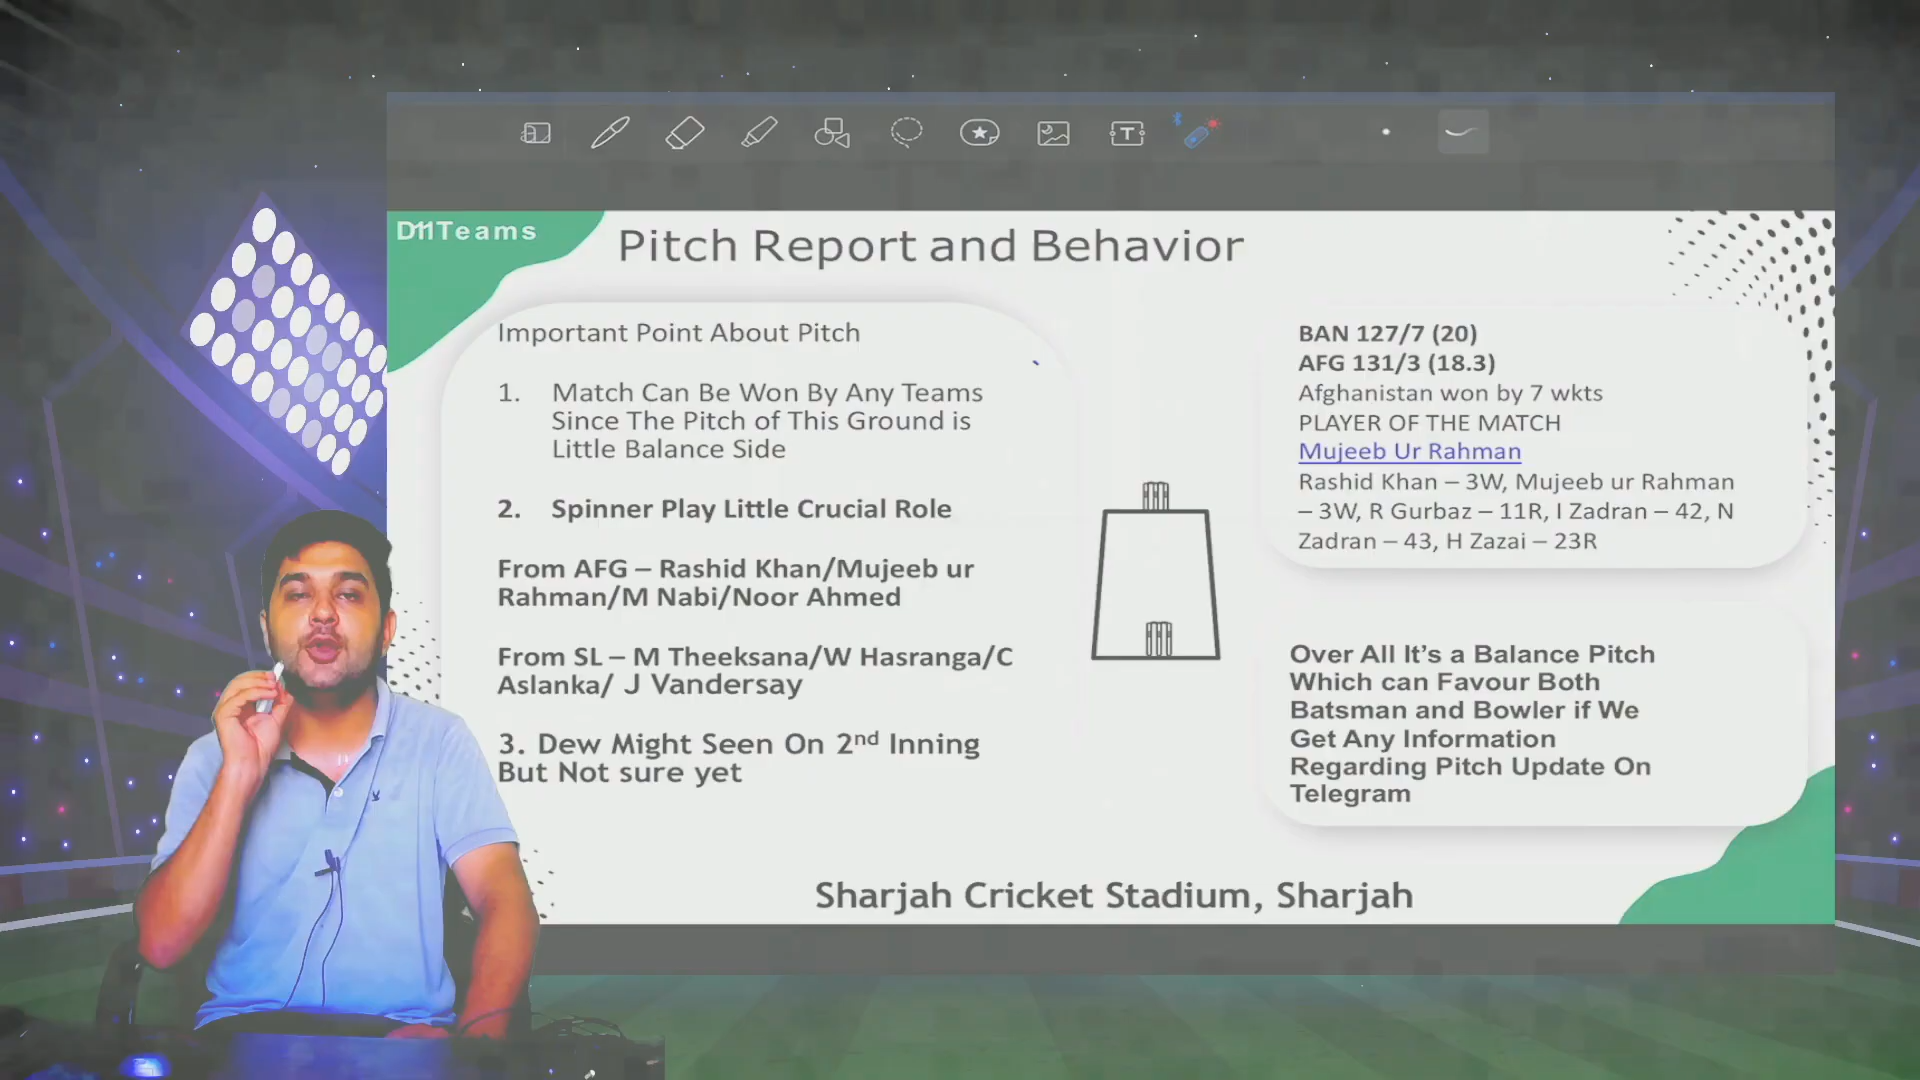 D11Teams
Pitch Report and Behavior
Important Point About Pitch
1. Match Can Be Won By Any Teams
Since The Pitch of This Ground is
Little Balance Side
2. Spinner Play Little Crucial Role
From AFG – Rashid Khan/Mujeeb ur
Rahman/M Nabi/Noor Ahmed
From SL – M Theeksana/W Hasranga/C
Aslanka/ J Vandersay
3. Dew Might Seen On 2nd Inning
But Not sure yet
BAN 127/7 (20)
AFG 131/3 (18.3)
Afghanistan won by 7 wkts
PLAYER OF THE MATCH
Mujeeb Ur Rahman
Rashid Khan – 3W, Mujeeb ur Rahman
– 3W, R Gurbaz – 11R, I Zadran – 42, N
Zadran – 43, H Zazai – 23R
Over All It’s a Balance Pitch
Which can Favour Both
Batsman and Bowler if We
Get Any Information
Regarding Pitch Update On
Telegram
Sharjah Cricket Stadium, Sharjah